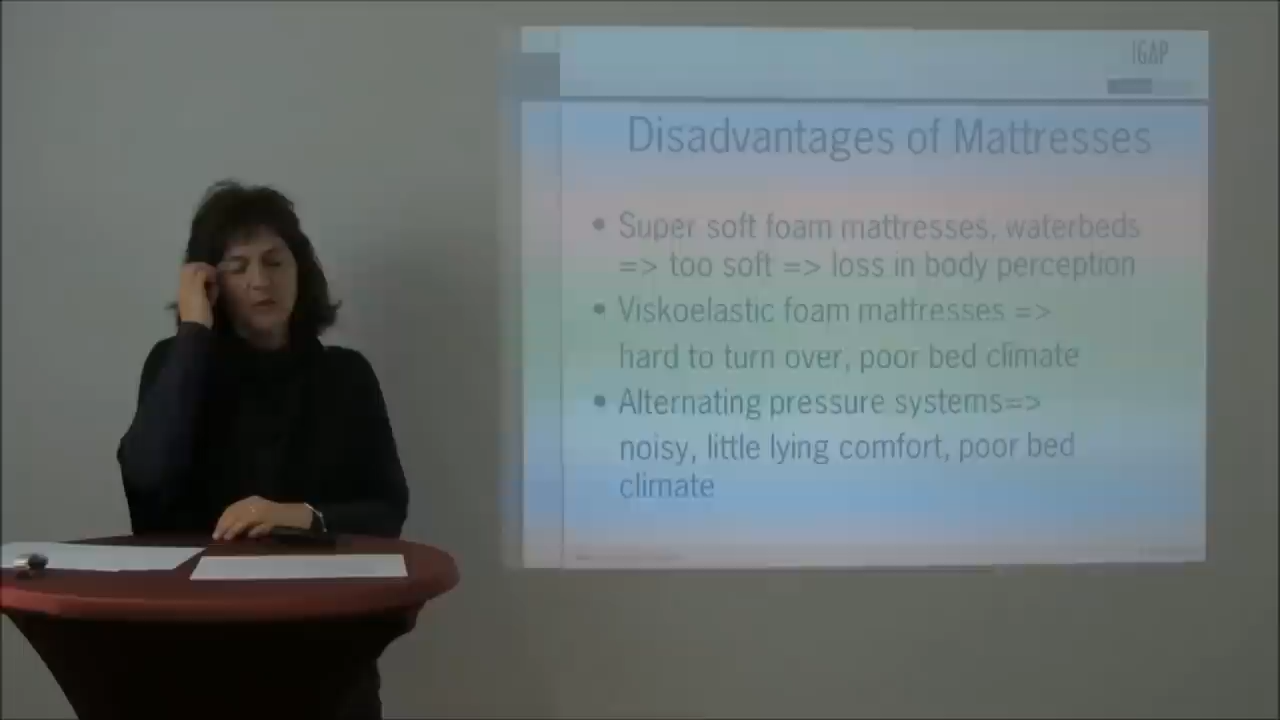 IGAP
Disadvantages of Mattresses
• Super soft foam mattresses, waterbeds
=> too soft => loss in body perception
• Viskoelastic foam mattresses =>
hard to turn over, poor bed climate
• Alternating pressure systems=>
noisy, little lying comfort, poor bed
climate